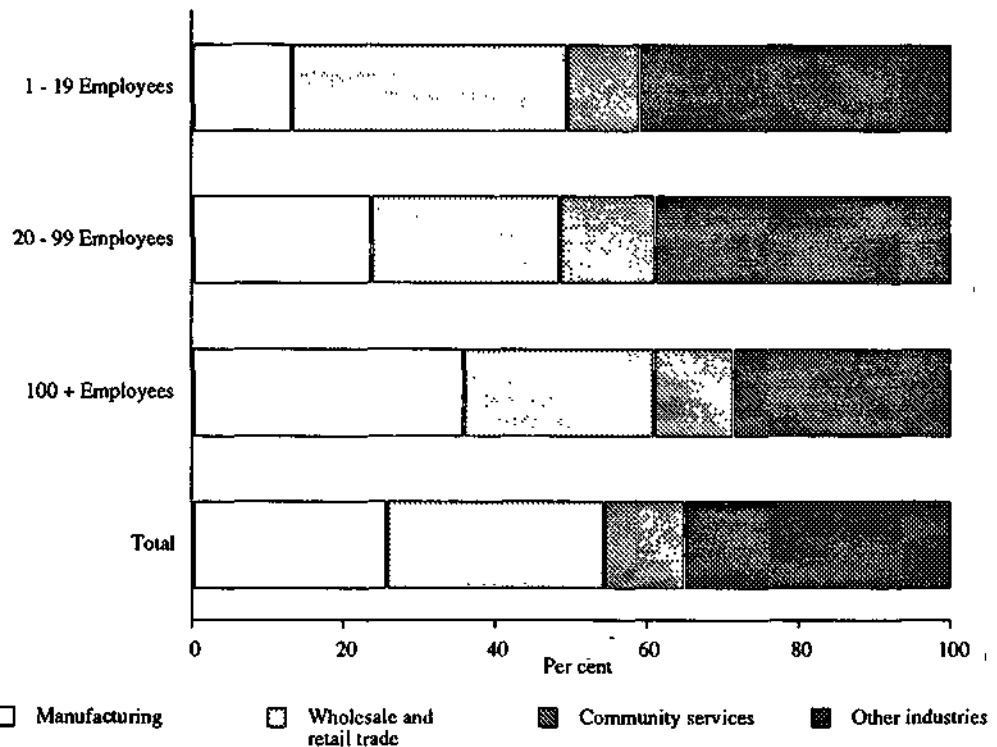 1 - 19 Employees
20 - 99 Employees
100 + Employees
Total
0 20 40 60 80 100
Per cent
Manufacturing Wholesale and retail trade Community services Other industries